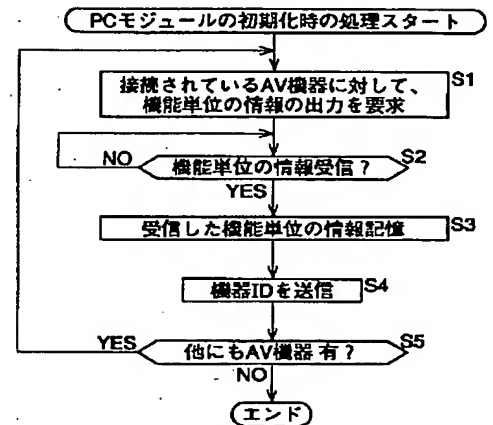 PCモジュールの初期化時の処理スタート
接続されているAV機器に対して、
機能単位の情報の出力を要求
S1
NO
機能単位の情報受信？
S2
YES
受信した機能単位の情報記憶
S3
機器IDを送信
S4
YES
他にもAV機器 有？
S5
NO
エンド